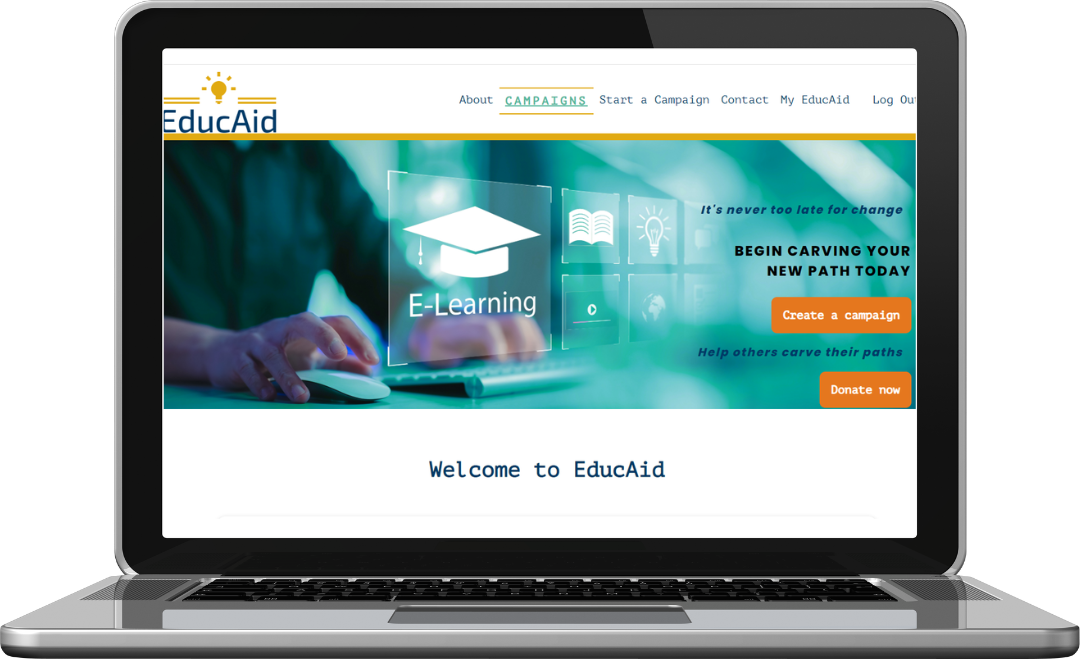 EducAid
About CAMPAIGNS Start a Campaign Contact My EducAid Log Ou
It's never too late for change
BEGIN CARVING YOUR
NEW PATH TODAY
Create a campaign
Help others carve their paths
Donate now
E-Learning
Welcome to EducAid